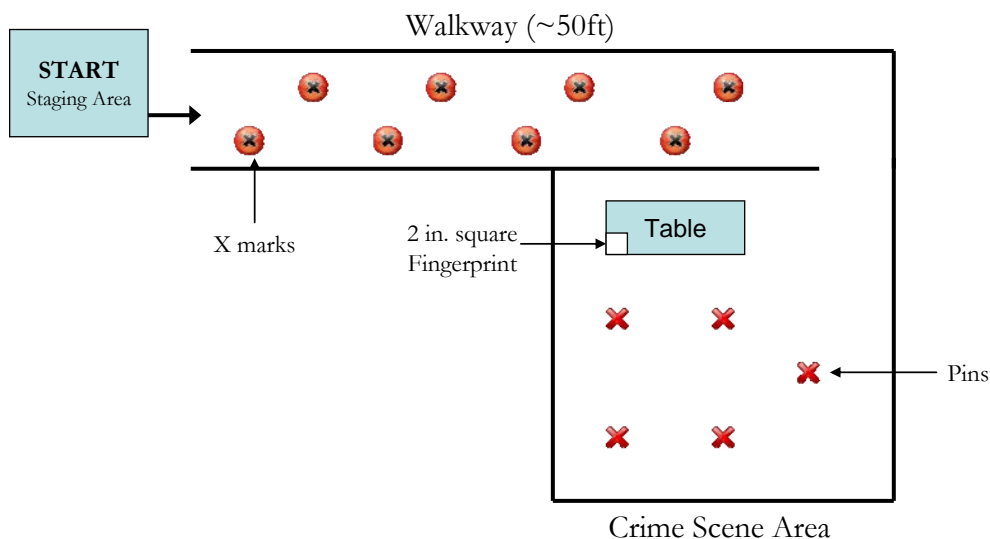 Walkway (~50ft)
START
Staging Area
X marks
2 in. square
Fingerprint
Table
Pins
Crime Scene Area